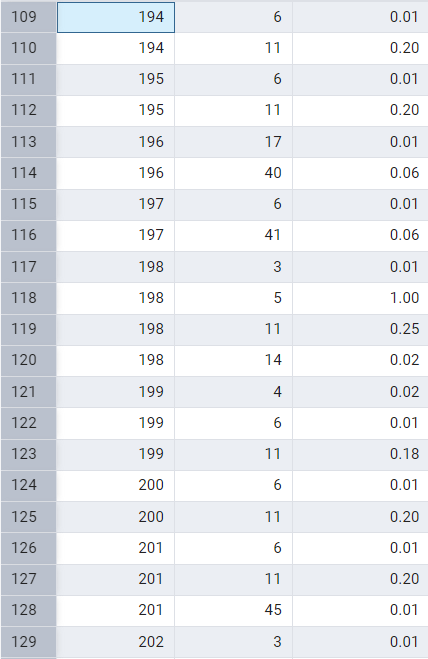 109 194 6 0.01
110 194 11 0.20
111 195 6 0.01
112 195 11 0.20
113 196 17 0.01
114 196 40 0.06
115 197 6 0.01
116 197 41 0.06
117 198 3 0.01
118 198 5 1.00
119 198 11 0.25
120 198 14 0.02
121 199 4 0.02
122 199 6 0.01
123 199 11 0.18
124 200 6 0.01
125 200 11 0.20
126 201 6 0.01
127 201 11 0.20
128 201 45 0.01
129 202 3 0.01